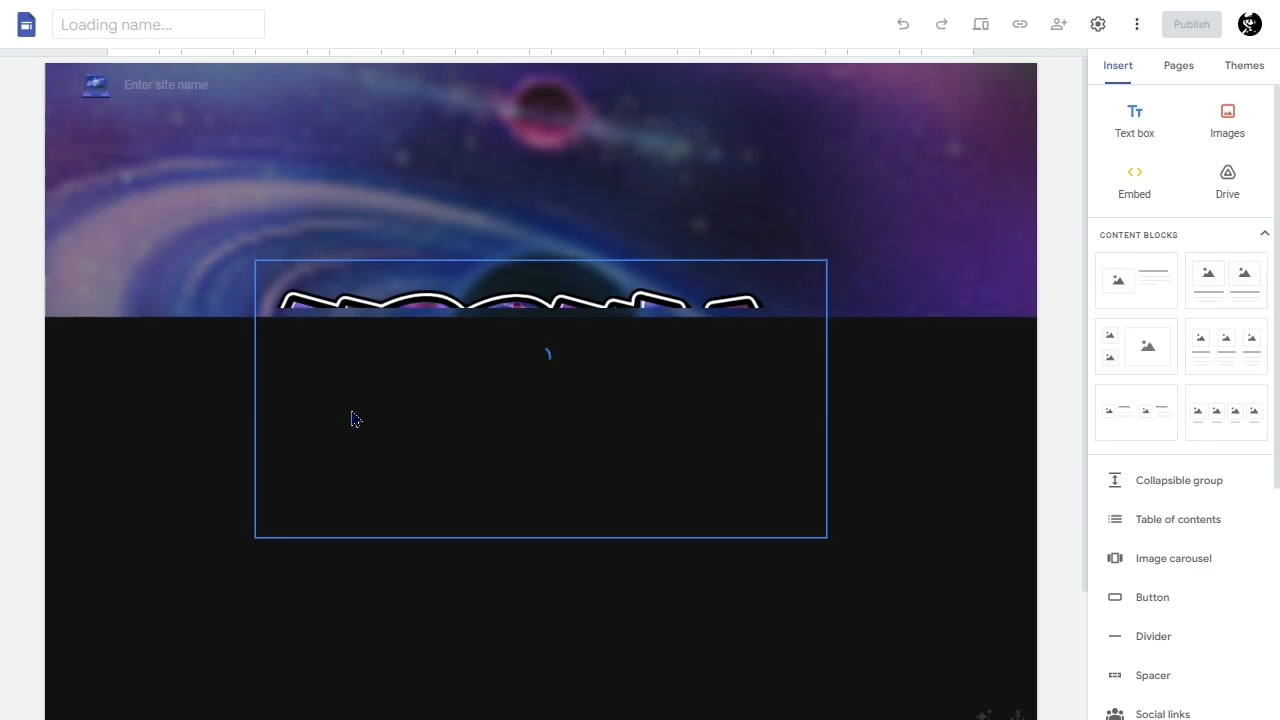 Loading name...
Publish
Enter site name
Insert
Pages
Themes
Text box
Images
Embed
Drive
CONTENT BLOCKS
Collapsible group
Table of contents
Image carousel
Button
Divider
Spacer
Social links